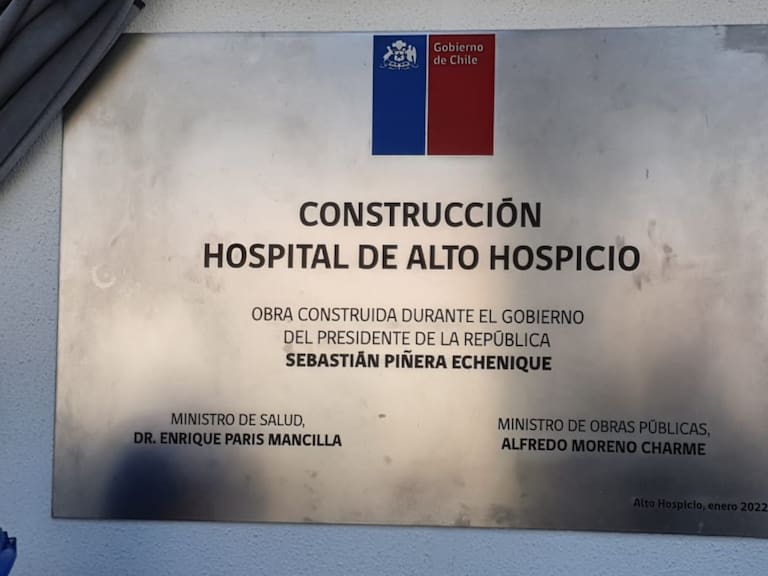 Gobierno
de Chile
CONSTRUCCIÓN
HOSPITAL DE ALTO HOSPICIO
OBRA CONSTRUIDA DURANTE EL GOBIERNO
DEL PRESIDENTE DE LA REPÚBLICA
SEBASTIÁN PIÑERA ECHENIQUE
MINISTRO DE SALUD,
DR. ENRIQUE PARIS MANCILLA
MINISTRO DE OBRAS PÚBLICAS,
ALFREDO MORENO CHARME
Alto Hospicio, enero 2022